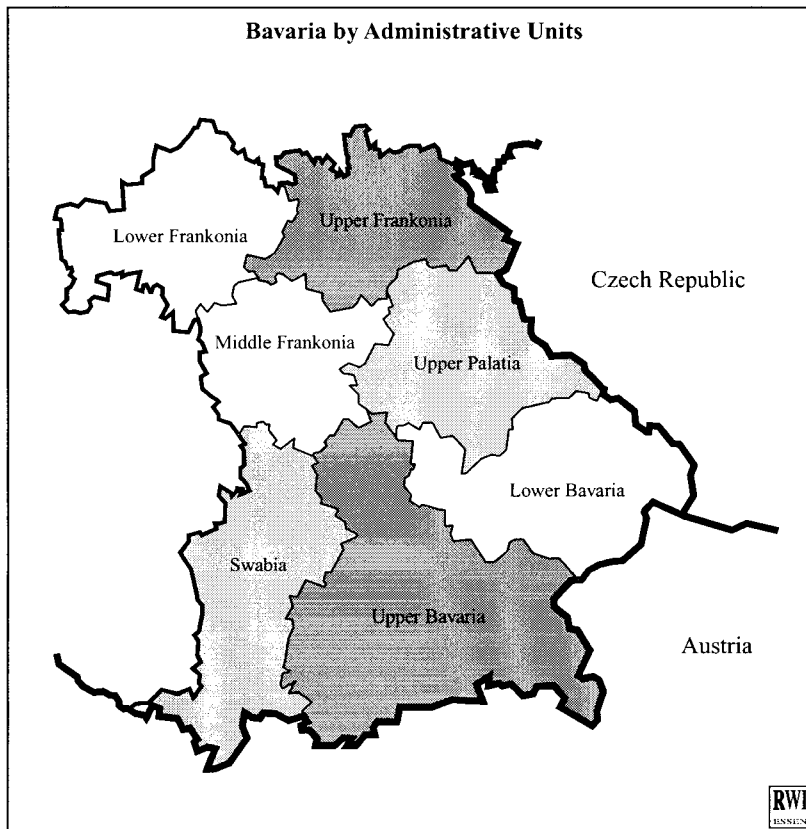 Bavaria by Administrative Units
Upper Frankonia
Lower Frankonia
Czech Republic
Middle Frankonia
Upper Palatia
Lower Bavaria
Swabia
Upper Bavaria
Austria
RWI
ESSEN